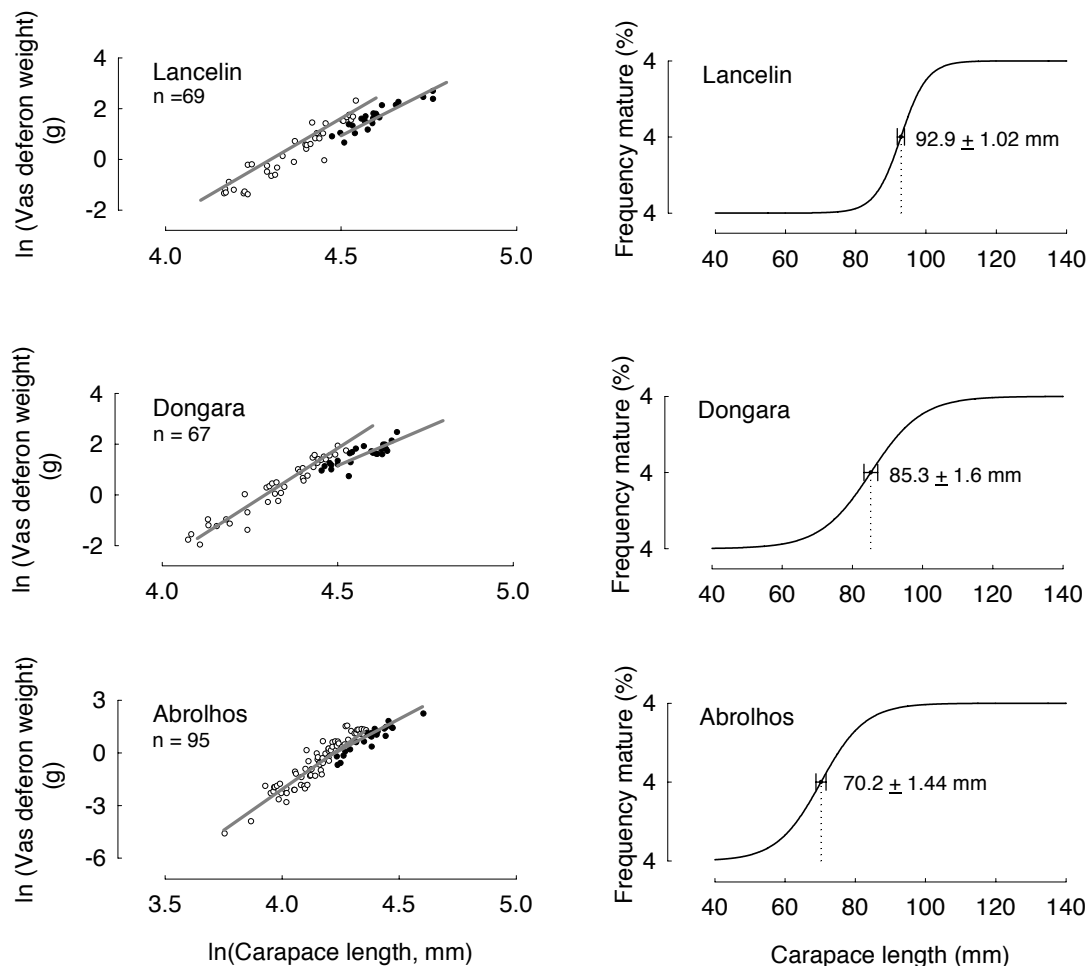 ln (Vas deferon weight)
(g)
4
2
0
-2
Lancelin
n =69
4.0 4.5 5.0
Frequency mature (%)
4
4
4
Lancelin
92.9 ± 1.02 mm
40 60 80 100 120 140
ln (Vas deferon weight)
(g)
4
2
0
-2
Dongara
n = 67
4.0 4.5 5.0
Frequency mature (%)
4
4
4
Dongara
85.3 ± 1.6 mm
40 60 80 100 120 140
ln (Vas deferon weight)
(g)
3
0
-3
-6
Abrolhos
n = 95
3.5 4.0 4.5 5.0
ln(Carapace length, mm)
Frequency mature (%)
4
4
4
Abrolhos
70.2 ± 1.44 mm
40 60 80 100 120 140
Carapace length (mm)